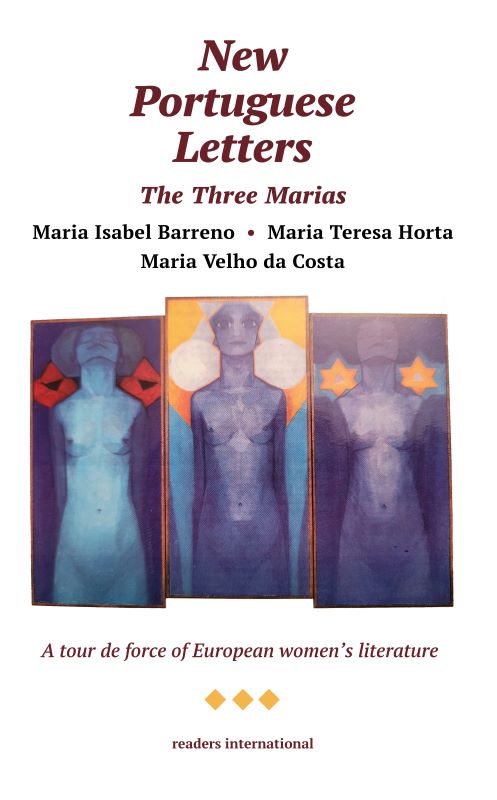 New
Portuguese
Letters
The Three Marias
Maria Isabel Barreno • Maria Teresa Horta
Maria Velho da Costa
A tour de force of European women’s literature
readers international